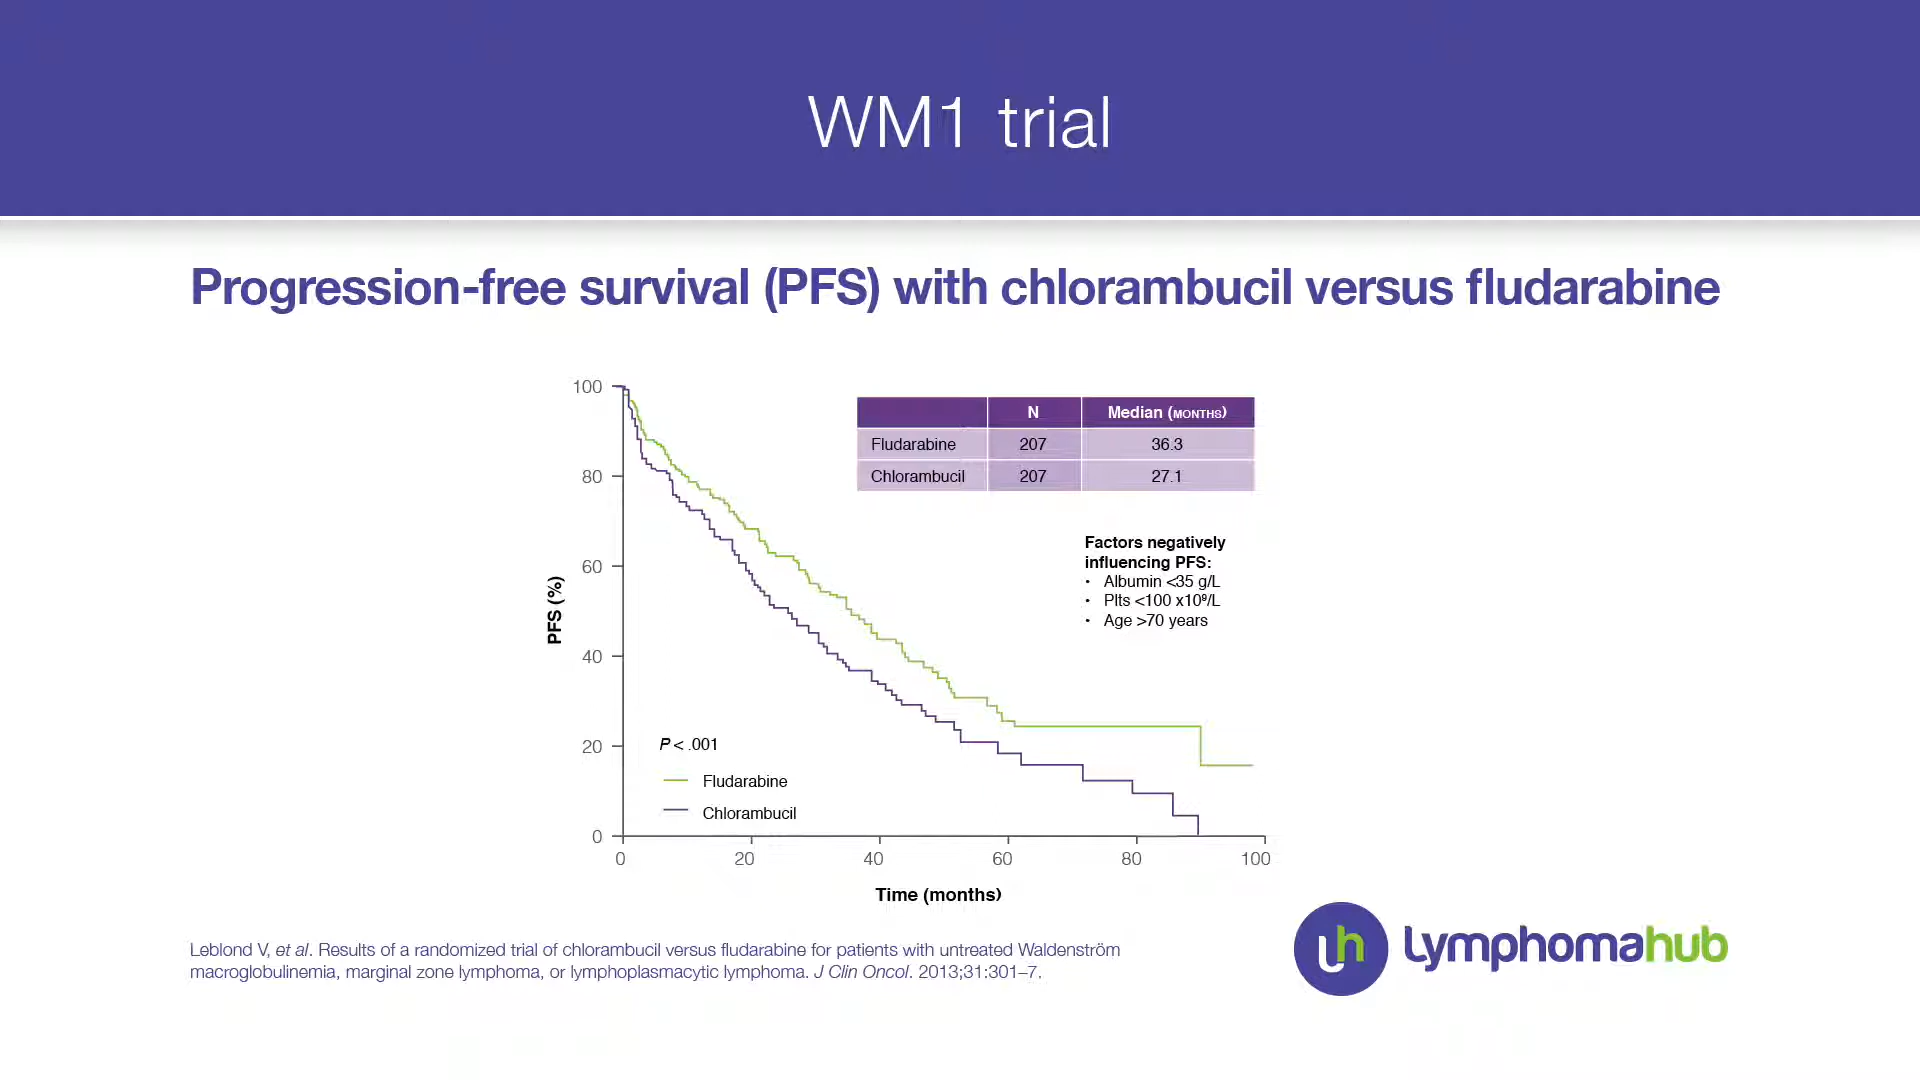 WM1 trial
Progression-free survival (PFS) with chlorambucil versus fludarabine
100
80
60
40
20
0
PFS (%)
N Median (MONTHS)
Fludarabine 207 36.3
Chlorambucil 207 27.1
Factors negatively
influencing PFS:
• Albumin <35 g/L
• Plts <100 x10⁹/L
• Age >70 years
P < .001
Fludarabine
Chlorambucil
0 20 40 60 80 100
Time (months)
Leblond V, et al. Results of a randomized trial of chlorambucil versus fludarabine for patients with untreated Waldenström
macroglobulinemia, marginal zone lymphoma, or lymphoplasmacytic lymphoma. J Clin Oncol. 2013;31:301–7.
lh lymphomahub